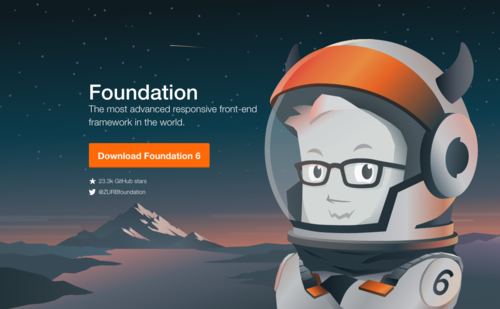 Foundation
The most advanced responsive front-end
framework in the world.
Download Foundation 6
23.3k GitHub stars
@ZURBfoundation
6